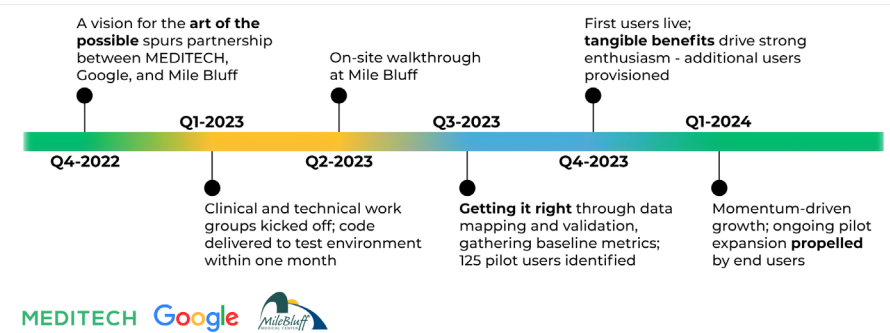 A vision for the art of the
possible spurs partnership
between MEDITECH,
Google, and Mile Bluff
On-site walkthrough
at Mile Bluff
First users live;
tangible benefits drive strong
enthusiasm - additional users
provisioned
Q1-2023
Q3-2023
Q1-2024
Q4-2022
Q2-2023
Q4-2023
Clinical and technical work
groups kicked off; code
delivered to test environment
within one month
Getting it right through data
mapping and validation,
gathering baseline metrics;
125 pilot users identified
Momentum-driven
growth; ongoing pilot
expansion propelled
by end users
MEDITECH
Google
MileBluff
MEDICAL CENTER